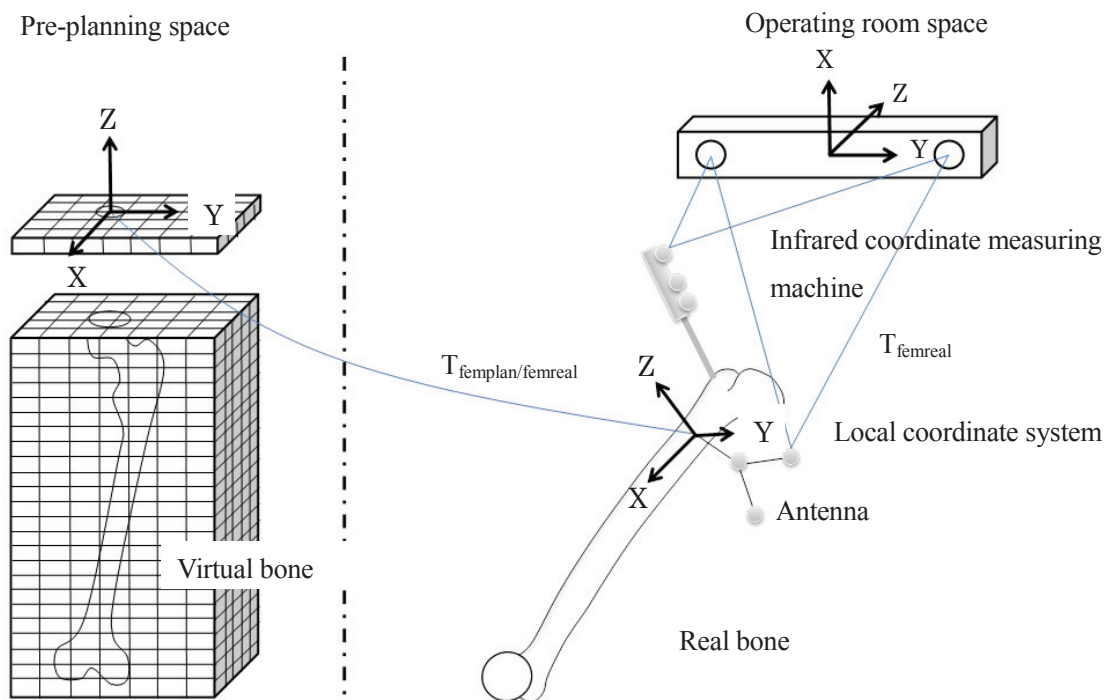 Pre-planning space
Operating room space
X
Z
Y
Z
Y
X
Infrared coordinate measuring
machine
T_femreal
T_femplan/femreal
Z
Y
X
Local coordinate system
Antenna
Virtual bone
Real bone